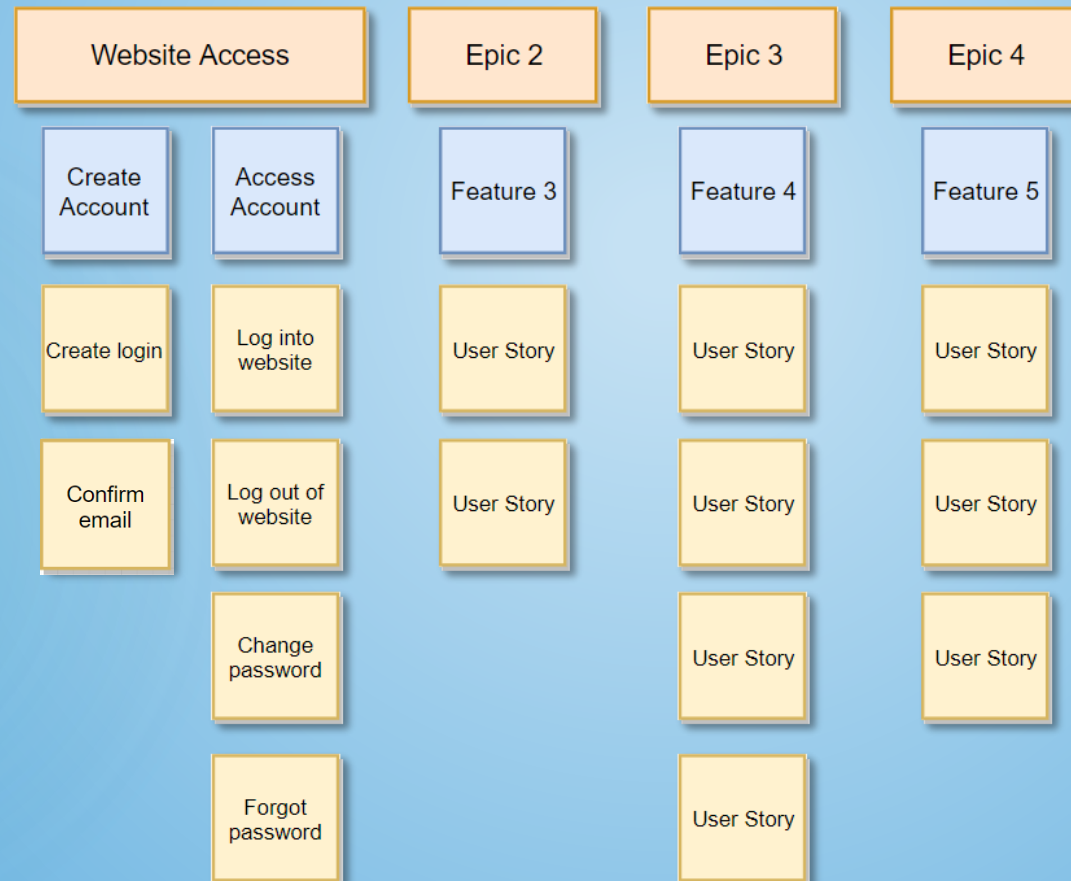 Website Access
Epic 2
Epic 3
Epic 4
Create
Account
Access
Account
Feature 3
Feature 4
Feature 5
Create login
Log into
website
User Story
User Story
User Story
Confirm
email
Log out of
website
User Story
User Story
User Story
Change
password
User Story
User Story
Forgot
password
User Story